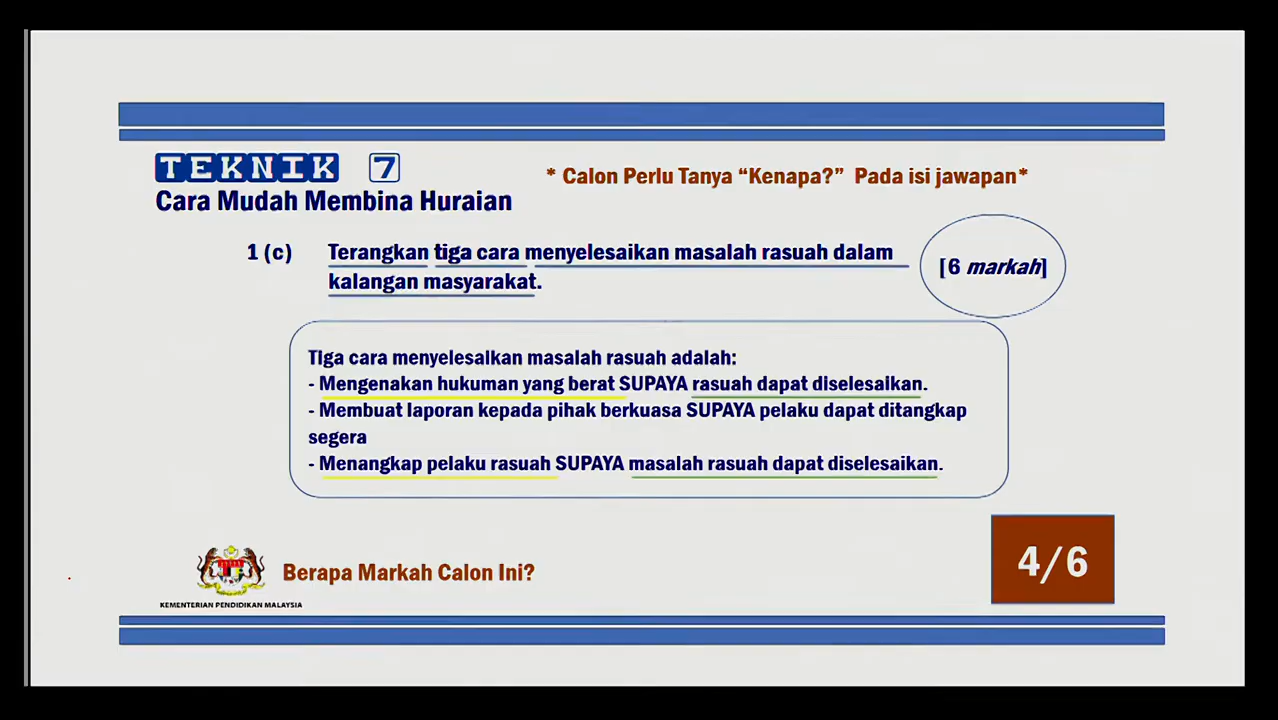 TEKNIK 7
* Calon Perlu Tanya “Kenapa?” Pada isi jawapan*
Cara Mudah Membina Huraian
1 (c) Terangkan tiga cara menyelesaikan masalah rasuah dalam
kalangan masyarakat.
[6 markah]
Tiga cara menyelesaikan masalah rasuah adalah:
- Mengenakan hukuman yang berat SUPAYA rasuah dapat diselesaikan.
- Membuat laporan kepada pihak berkuasa SUPAYA pelaku dapat ditangkap
segera
- Menangkap pelaku rasuah SUPAYA masalah rasuah dapat diselesaikan.
Berapa Markah Calon Ini?
4/6
KEMENTERIAN PENDIDIKAN MALAYSIA